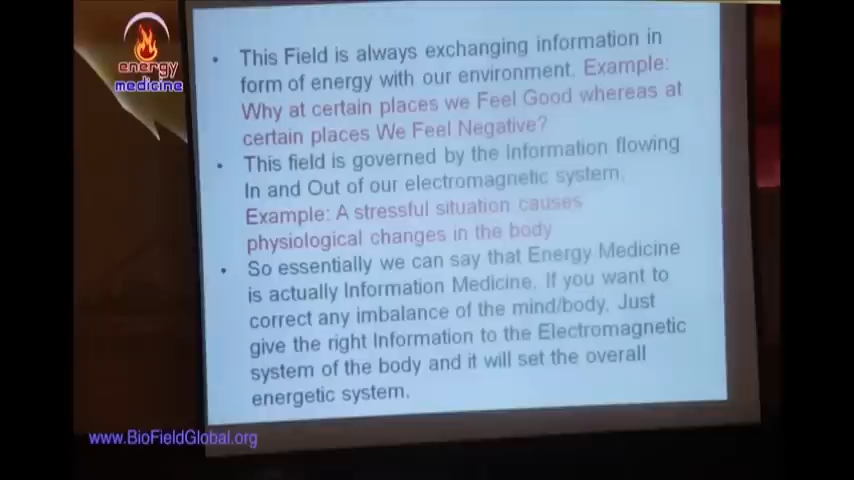 energy
medicine
• This Field is always exchanging information in
form of energy with our environment. Example:
Why at certain places we Feel Good whereas at
certain places We Feel Negative?
• This field is governed by the Information flowing
In and Out of our electromagnetic system.
Example: A stressful situation causes
physiological changes in the body
• So essentially we can say that Energy Medicine
is actually Information Medicine. If you want to
correct any imbalance of the mind/body. Just
give the right Information to the Electromagnetic
system of the body and it will set the overall
energetic system.
www.BioFieldGlobal.org